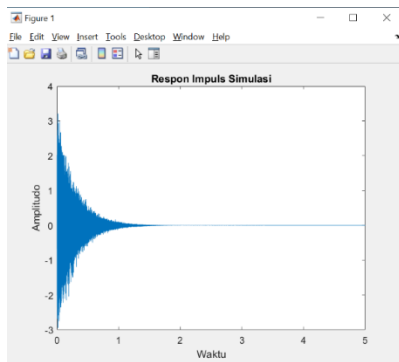 Figure 1
File Edit View Insert Tools Desktop Window Help
Respon Impuls Simulasi
4
3
2
1
0
-1
-2
-3
Amplitudo
0 1 2 3 4 5
Waktu